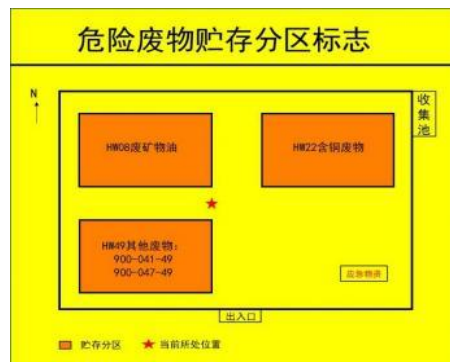 危险废物贮存分区标志
N
收集池
HW08废矿物油
HW22含铜废物
HW49其他废物：
900-041-49
900-047-49
应急物资
出入口
贮存分区
当前所处位置